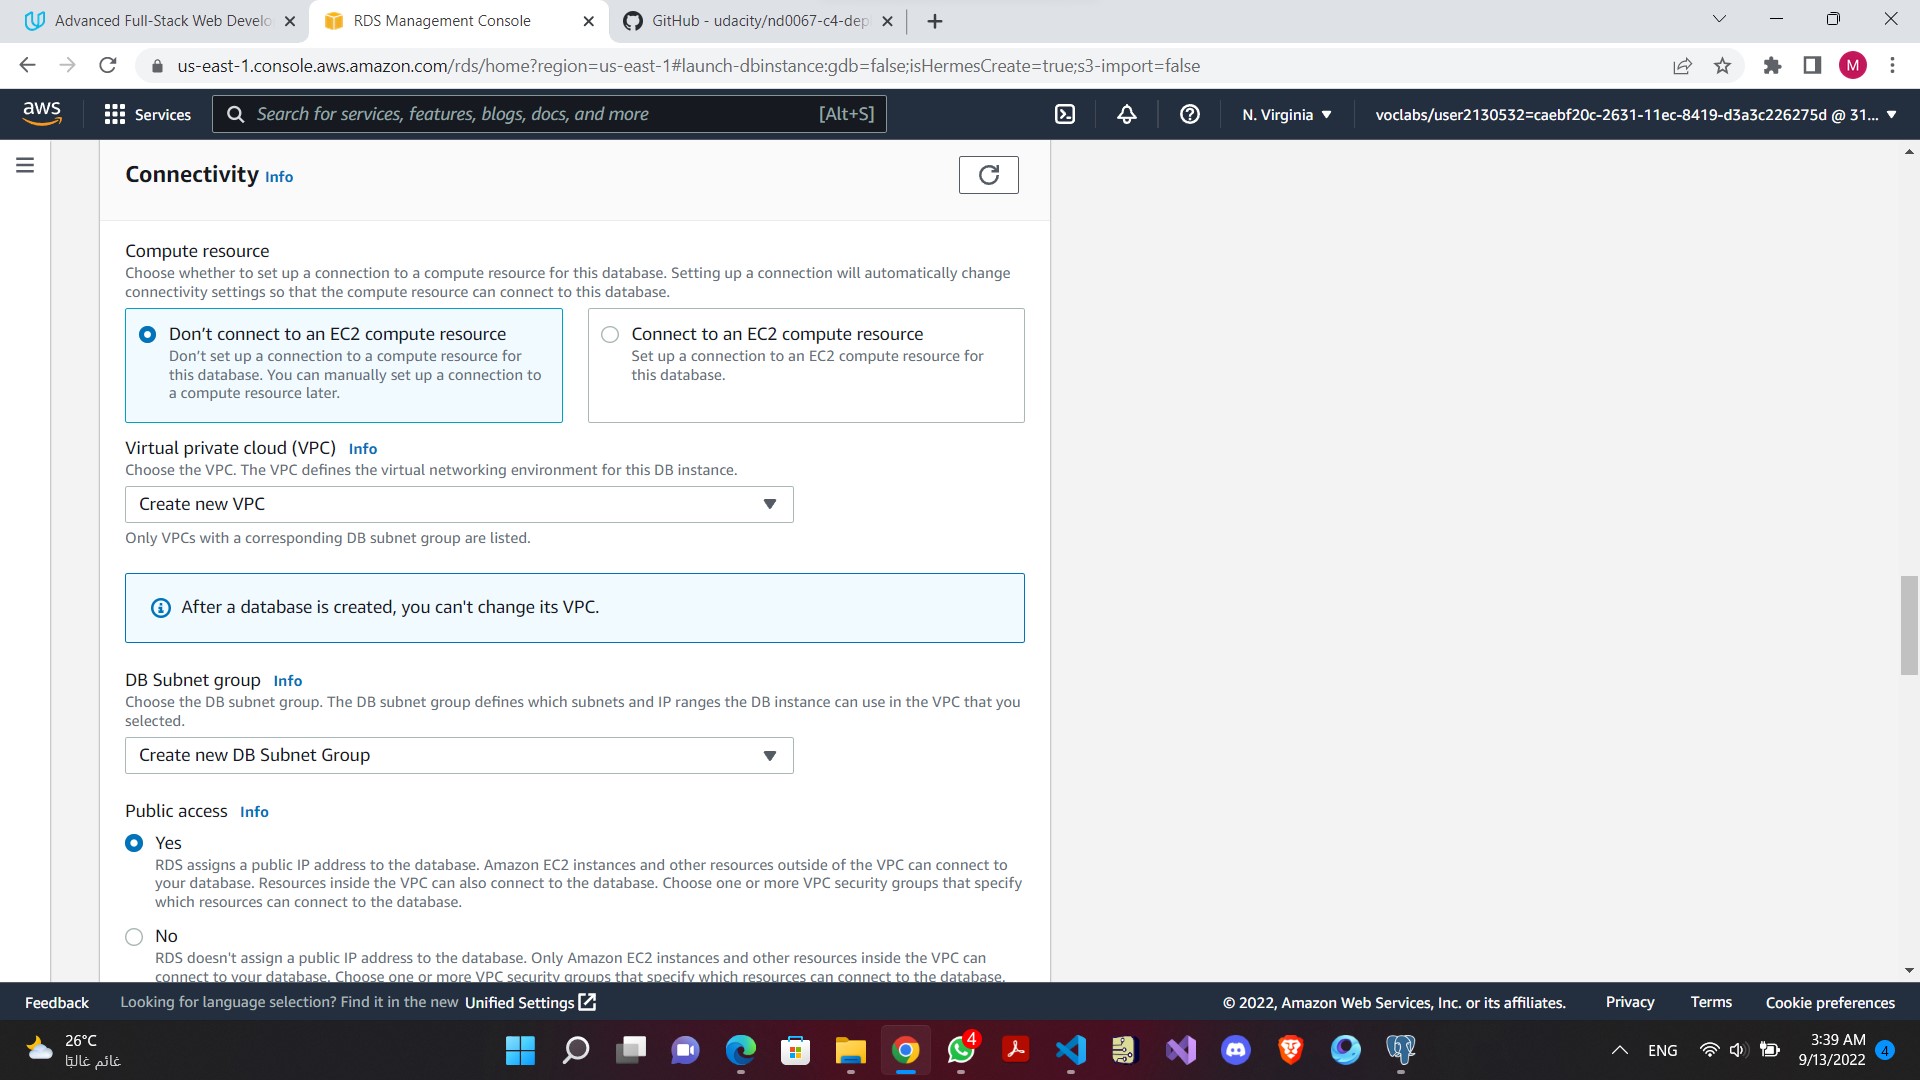 Advanced Full-Stack Web Develo
RDS Management Console
GitHub - udacity/nd0067-c4-dep
us-east-1.console.aws.amazon.com/rds/home?region=us-east-1#launch-dbinstance:gdb=false;isHermesCreate=true;s3-import=false
M
aws
Services
Search for services, features, blogs, docs, and more
[Alt+S]
N. Virginia
voclabs/user2130532=caebf20c-2631-11ec-8419-d3a3c226275d @ 31...
Connectivity Info
Compute resource
Choose whether to set up a connection to a compute resource for this database. Setting up a connection will automatically change
connectivity settings so that the compute resource can connect to this database.
Don’t connect to an EC2 compute resource
Don’t set up a connection to a compute resource for
this database. You can manually set up a connection to
a compute resource later.
Connect to an EC2 compute resource
Set up a connection to an EC2 compute resource for
this database.
Virtual private cloud (VPC) Info
Choose the VPC. The VPC defines the virtual networking environment for this DB instance.
Create new VPC
Only VPCs with a corresponding DB subnet group are listed.
After a database is created, you can't change its VPC.
DB Subnet group Info
Choose the DB subnet group. The DB subnet group defines which subnets and IP ranges the DB instance can use in the VPC that you
selected.
Create new DB Subnet Group
Public access Info
Yes
RDS assigns a public IP address to the database. Amazon EC2 instances and other resources outside of the VPC can connect to
your database. Resources inside the VPC can also connect to the database. Choose one or more VPC security groups that specify
which resources can connect to the database.
No
RDS doesn't assign a public IP address to the database. Only Amazon EC2 instances and other resources inside the VPC can
connect to your database. Choose one or more VPC security groups that specify which resources can connect to the database.
Feedback
Looking for language selection? Find it in the new Unified Settings
© 2022, Amazon Web Services, Inc. or its affiliates.
Privacy
Terms
Cookie preferences
26°C
غائم غالبًا
4
ENG
3:39 AM
9/13/2022
4